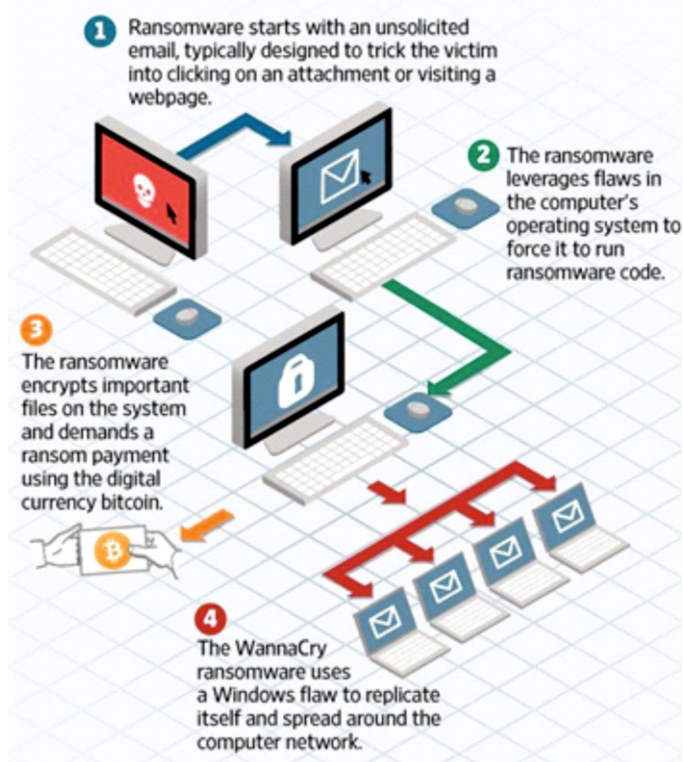 1 Ransomware starts with an unsolicited
email, typically designed to trick the victim
into clicking on an attachment or visiting a
webpage.
2 The ransomware
leverages flaws in
the computer's
operating system to
force it to run
ransomware code.
3
The ransomware
encrypts important
files on the system
and demands a
ransom payment
using the digital
currency bitcoin.
4
The WannaCry
ransomware uses
a Windows flaw to replicate
itself and spread around the
computer network.